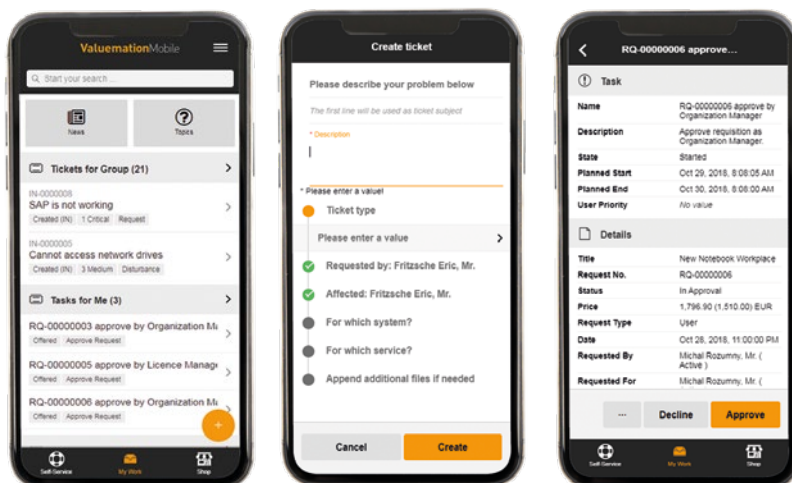 ValuemationMobile
Start your search ...
News
Topics
Tickets for Group (21)
IN-0000006
SAP is not working
Created (IN) 1 Critical Request
IN-0000005
Cannot access network drives
Created (IN) 3 Medium Disturbance
Tasks for Me (3)
RQ-00000003 approve by Organization Ma
Offered Approve Request
RQ-00000005 approve by Licence Manage
Offered Approve Request
RQ-00000006 approve by Organization Ma
Offered Approve Request
+
Self-Service
My Work
Shop
Create ticket
Please describe your problem below
The first line will be used as ticket subject
* Description
* Please enter a value!
Ticket type
Please enter a value
Requested by: Fritzsche Eric, Mr.
Affected: Fritzsche Eric, Mr.
For which system?
For which service?
Append additional files if needed
Cancel
Create
RQ-00000006 approve...
Task
Name RQ-00000006 approve by
Organization Manager
Description Approve requisition as
Organization Manager.
State Started
Planned Start Oct 29, 2018, 8:08:05 AM
Planned End Oct 30, 2018, 8:08:00 AM
User Priority No value
Details
Title New Notebook Workplace
Request No. RQ-00000006
Status In Approval
Price 1,796.90 (1,510.00) EUR
Request Type User
Date Oct 28, 2018, 11:00:00 PM
Requested By Michal Rozumny, Mr. (
Active )
Requested For Michal Rozumny, Mr. (
...
Decline
Approve
Self-Service
My Work
Shop